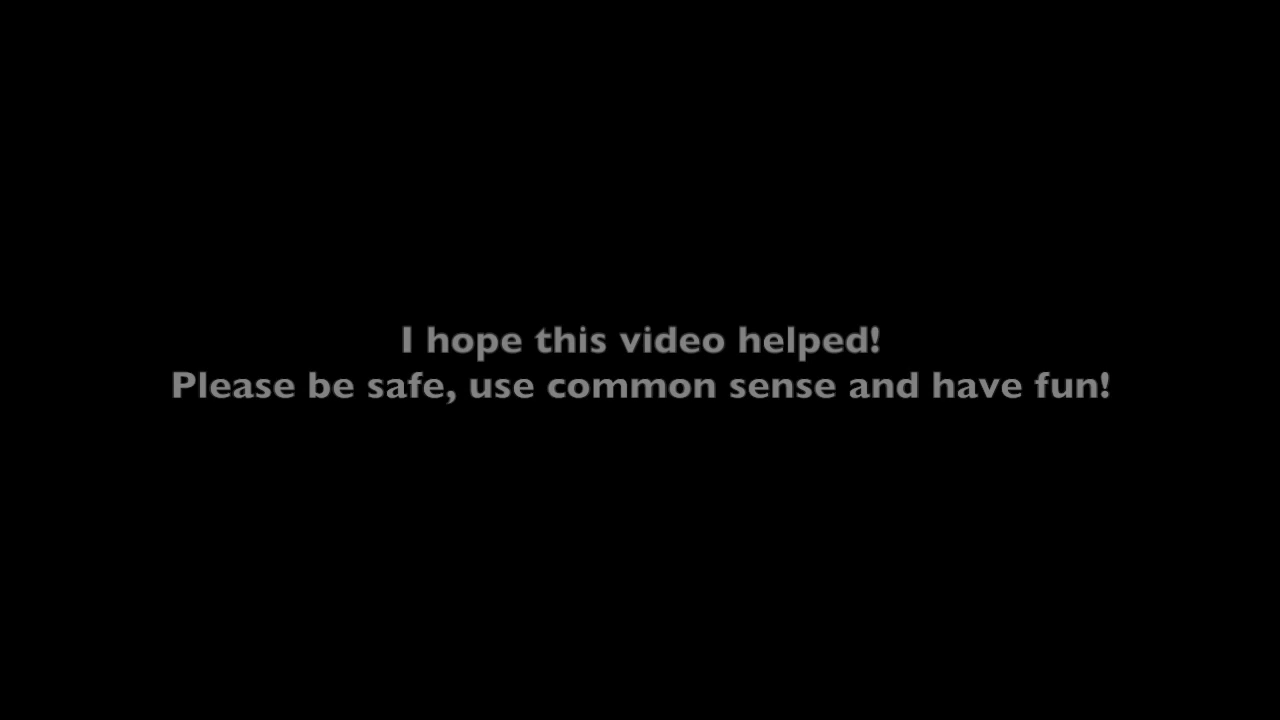 I hope this video helped!
Please be safe, use common sense and have fun!